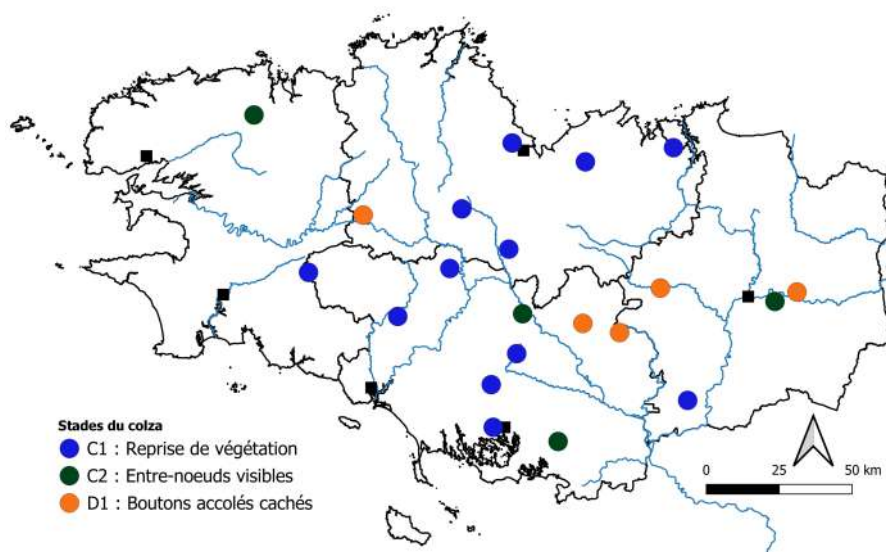 Stades du colza
C1 : Reprise de végétation
C2 : Entre-noeuds visibles
D1 : Boutons accolés cachés
0 25 50 km